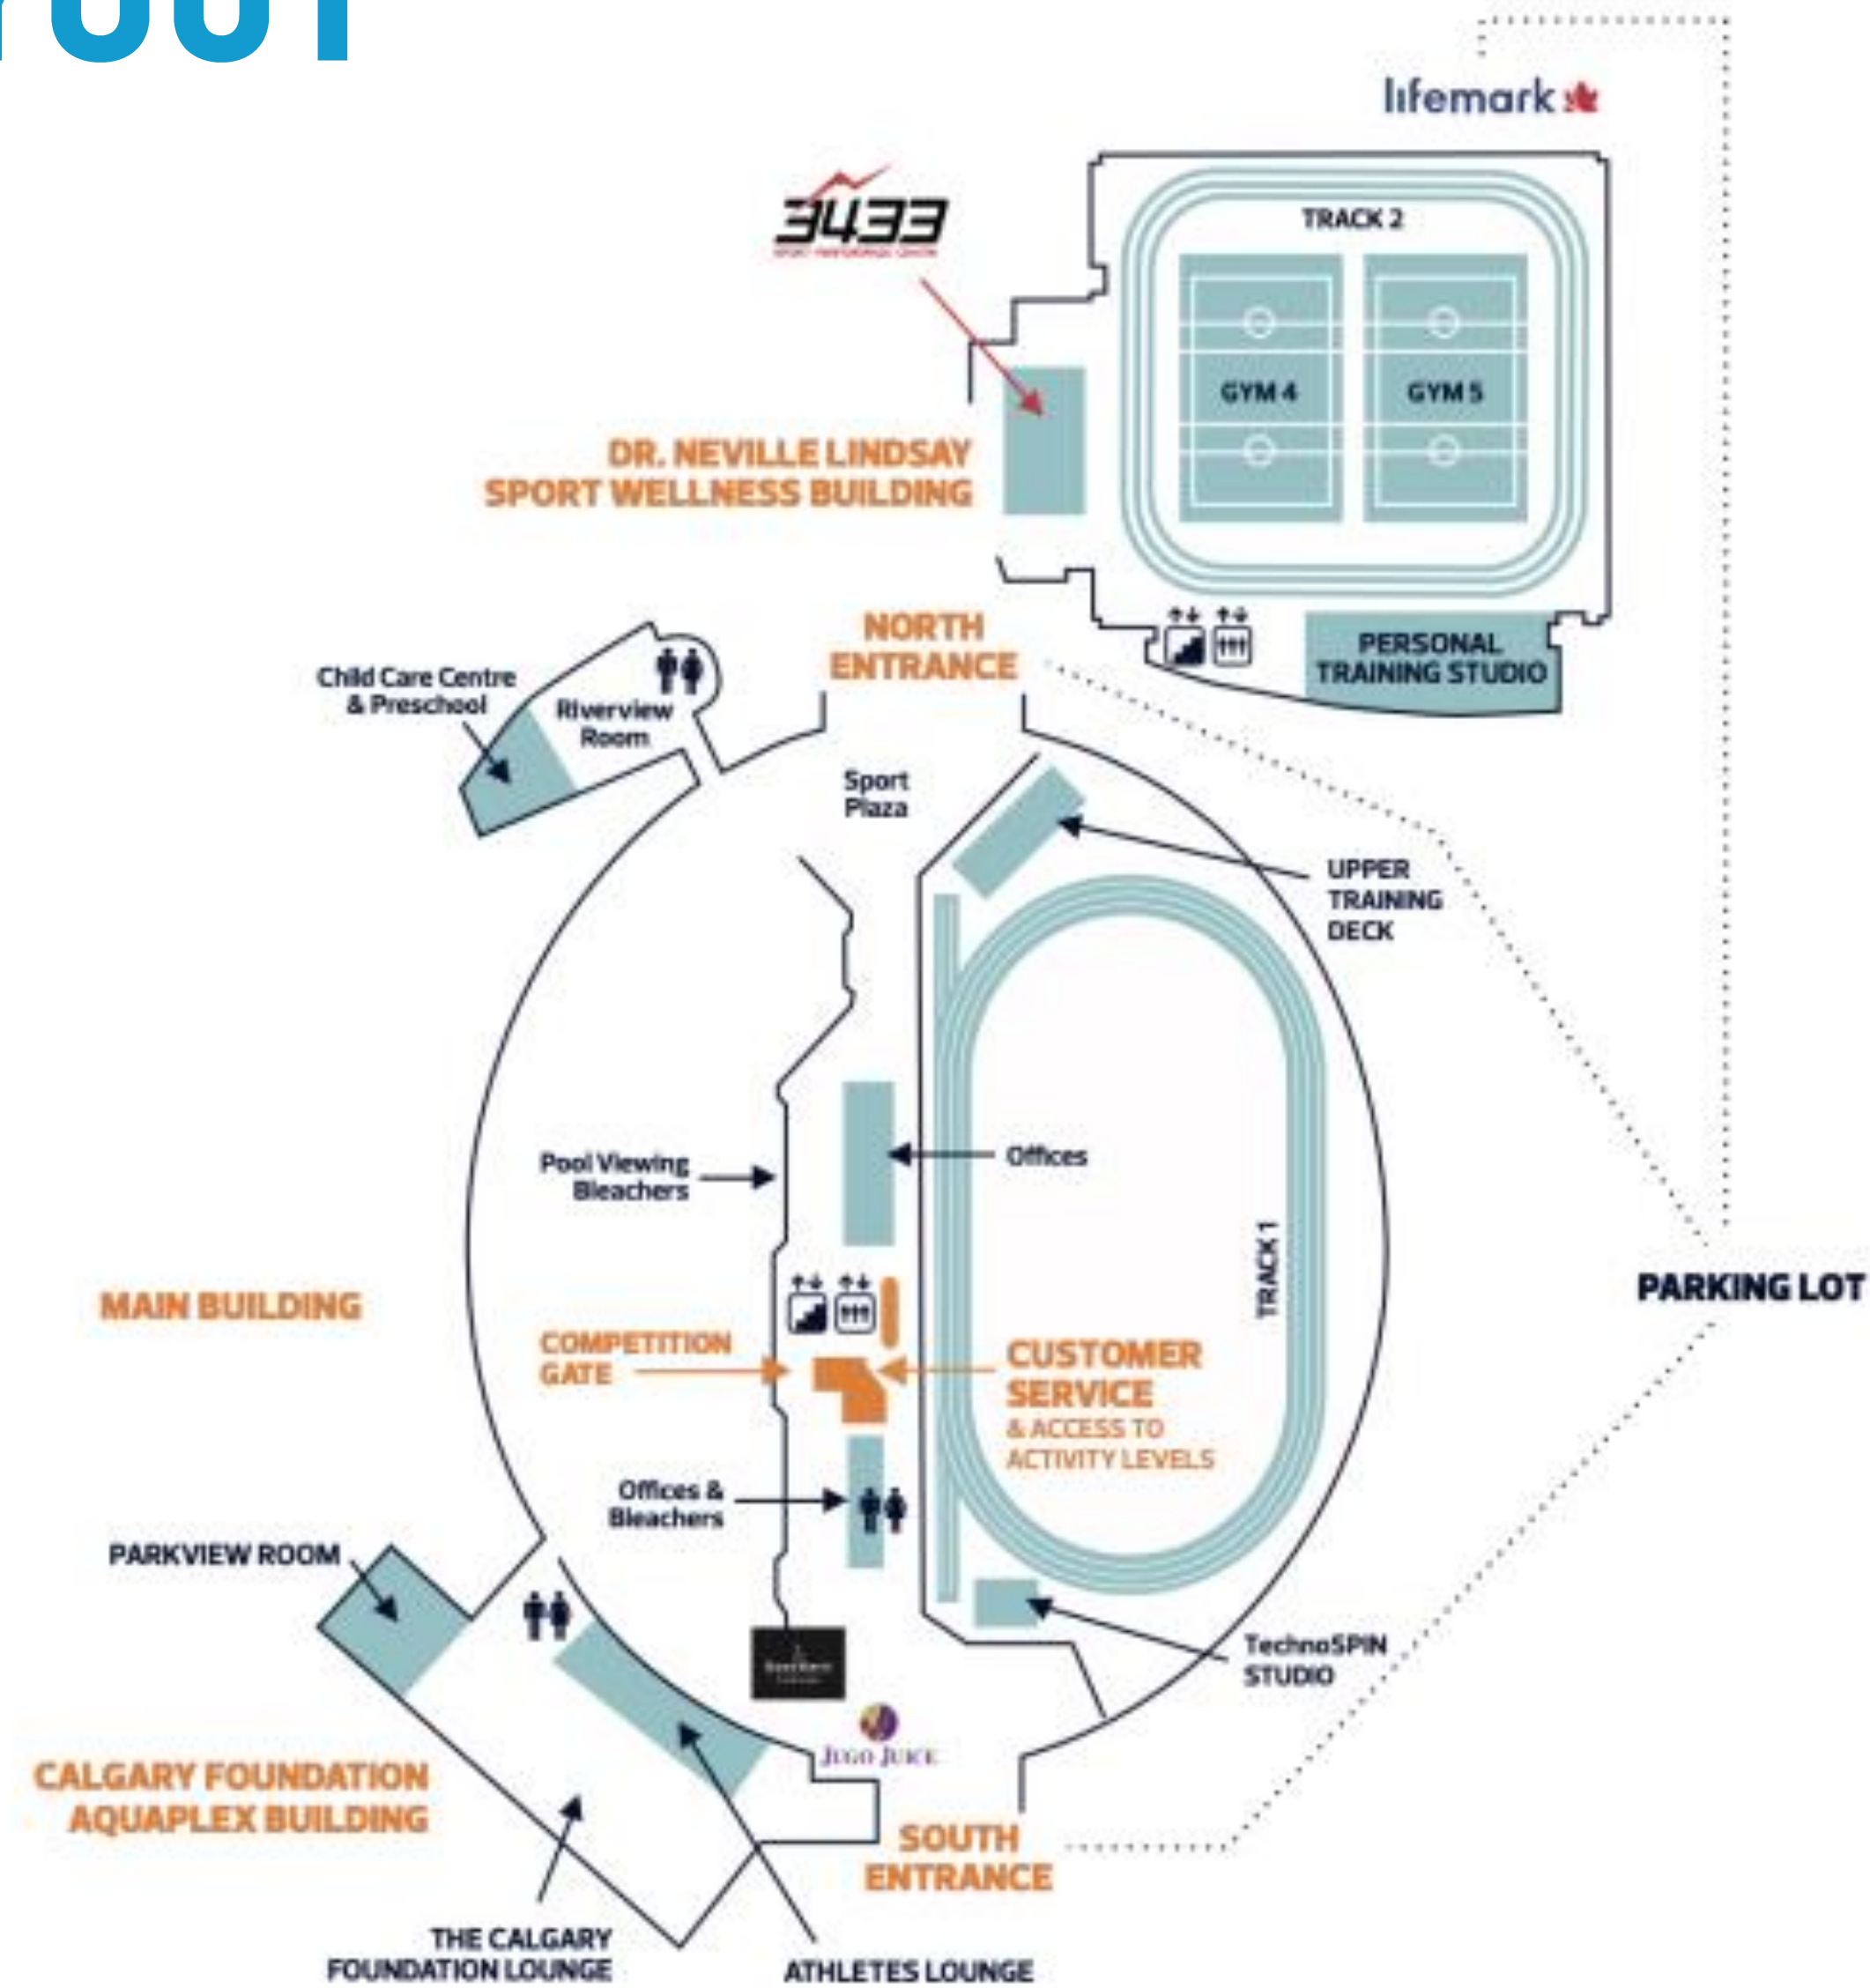 lifemark
3433
SPORT PERFORMANCE CENTRE
TRACK 2
GYM 4
GYM 5
DR. NEVILLE LINDSAY
SPORT WELLNESS BUILDING
NORTH
ENTRANCE
PERSONAL
TRAINING STUDIO
Child Care Centre
& Preschool
Riverview
Room
Sport
Plaza
UPPER
TRAINING
DECK
Pool Viewing
Bleachers
Offices
TRACK 1
MAIN BUILDING
PARKING LOT
COMPETITION
GATE
CUSTOMER
SERVICE
& ACCESS TO
ACTIVITY LEVELS
Offices &
Bleachers
PARKVIEW ROOM
TechnoSPIN
STUDIO
JUGO JUICE
CALGARY FOUNDATION
AQUAPLEX BUILDING
SOUTH
ENTRANCE
THE CALGARY
FOUNDATION LOUNGE
ATHLETES LOUNGE